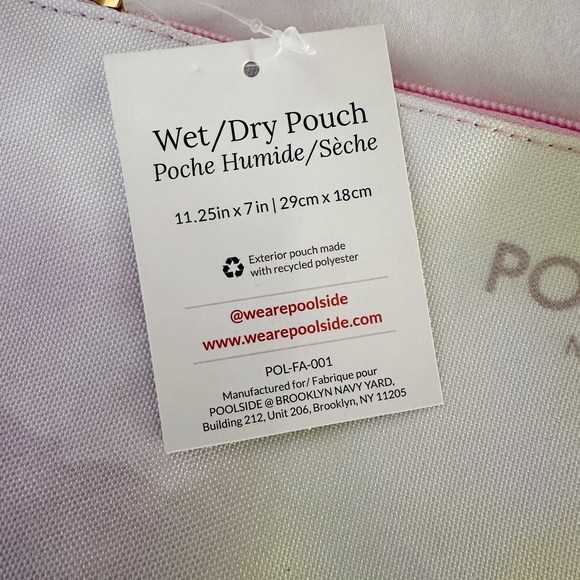 Wet/Dry Pouch
Poche Humide/Sèche
11.25in x 7 in | 29cm x 18cm
Exterior pouch made
with recycled polyester
@wearepoolside
www.wearepoolside.com
POL-FA-001
Manufactured for/ Fabrique pour
POOLSIDE @ BROOKLYN NAVY YARD,
Building 212, Unit 206, Brooklyn, NY 11205
PO
N